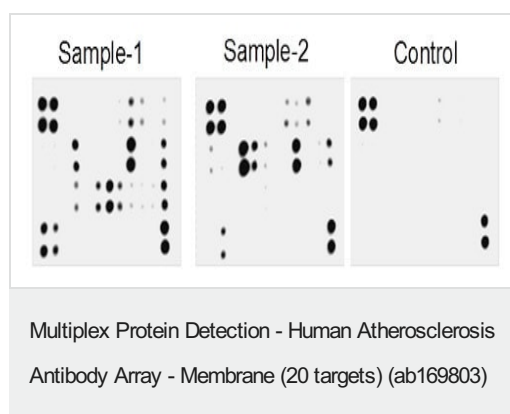 Sample-1 Sample-2 Control
Multiplex Protein Detection - Human Atherosclerosis
Antibody Array - Membrane (20 targets) (ab169803)